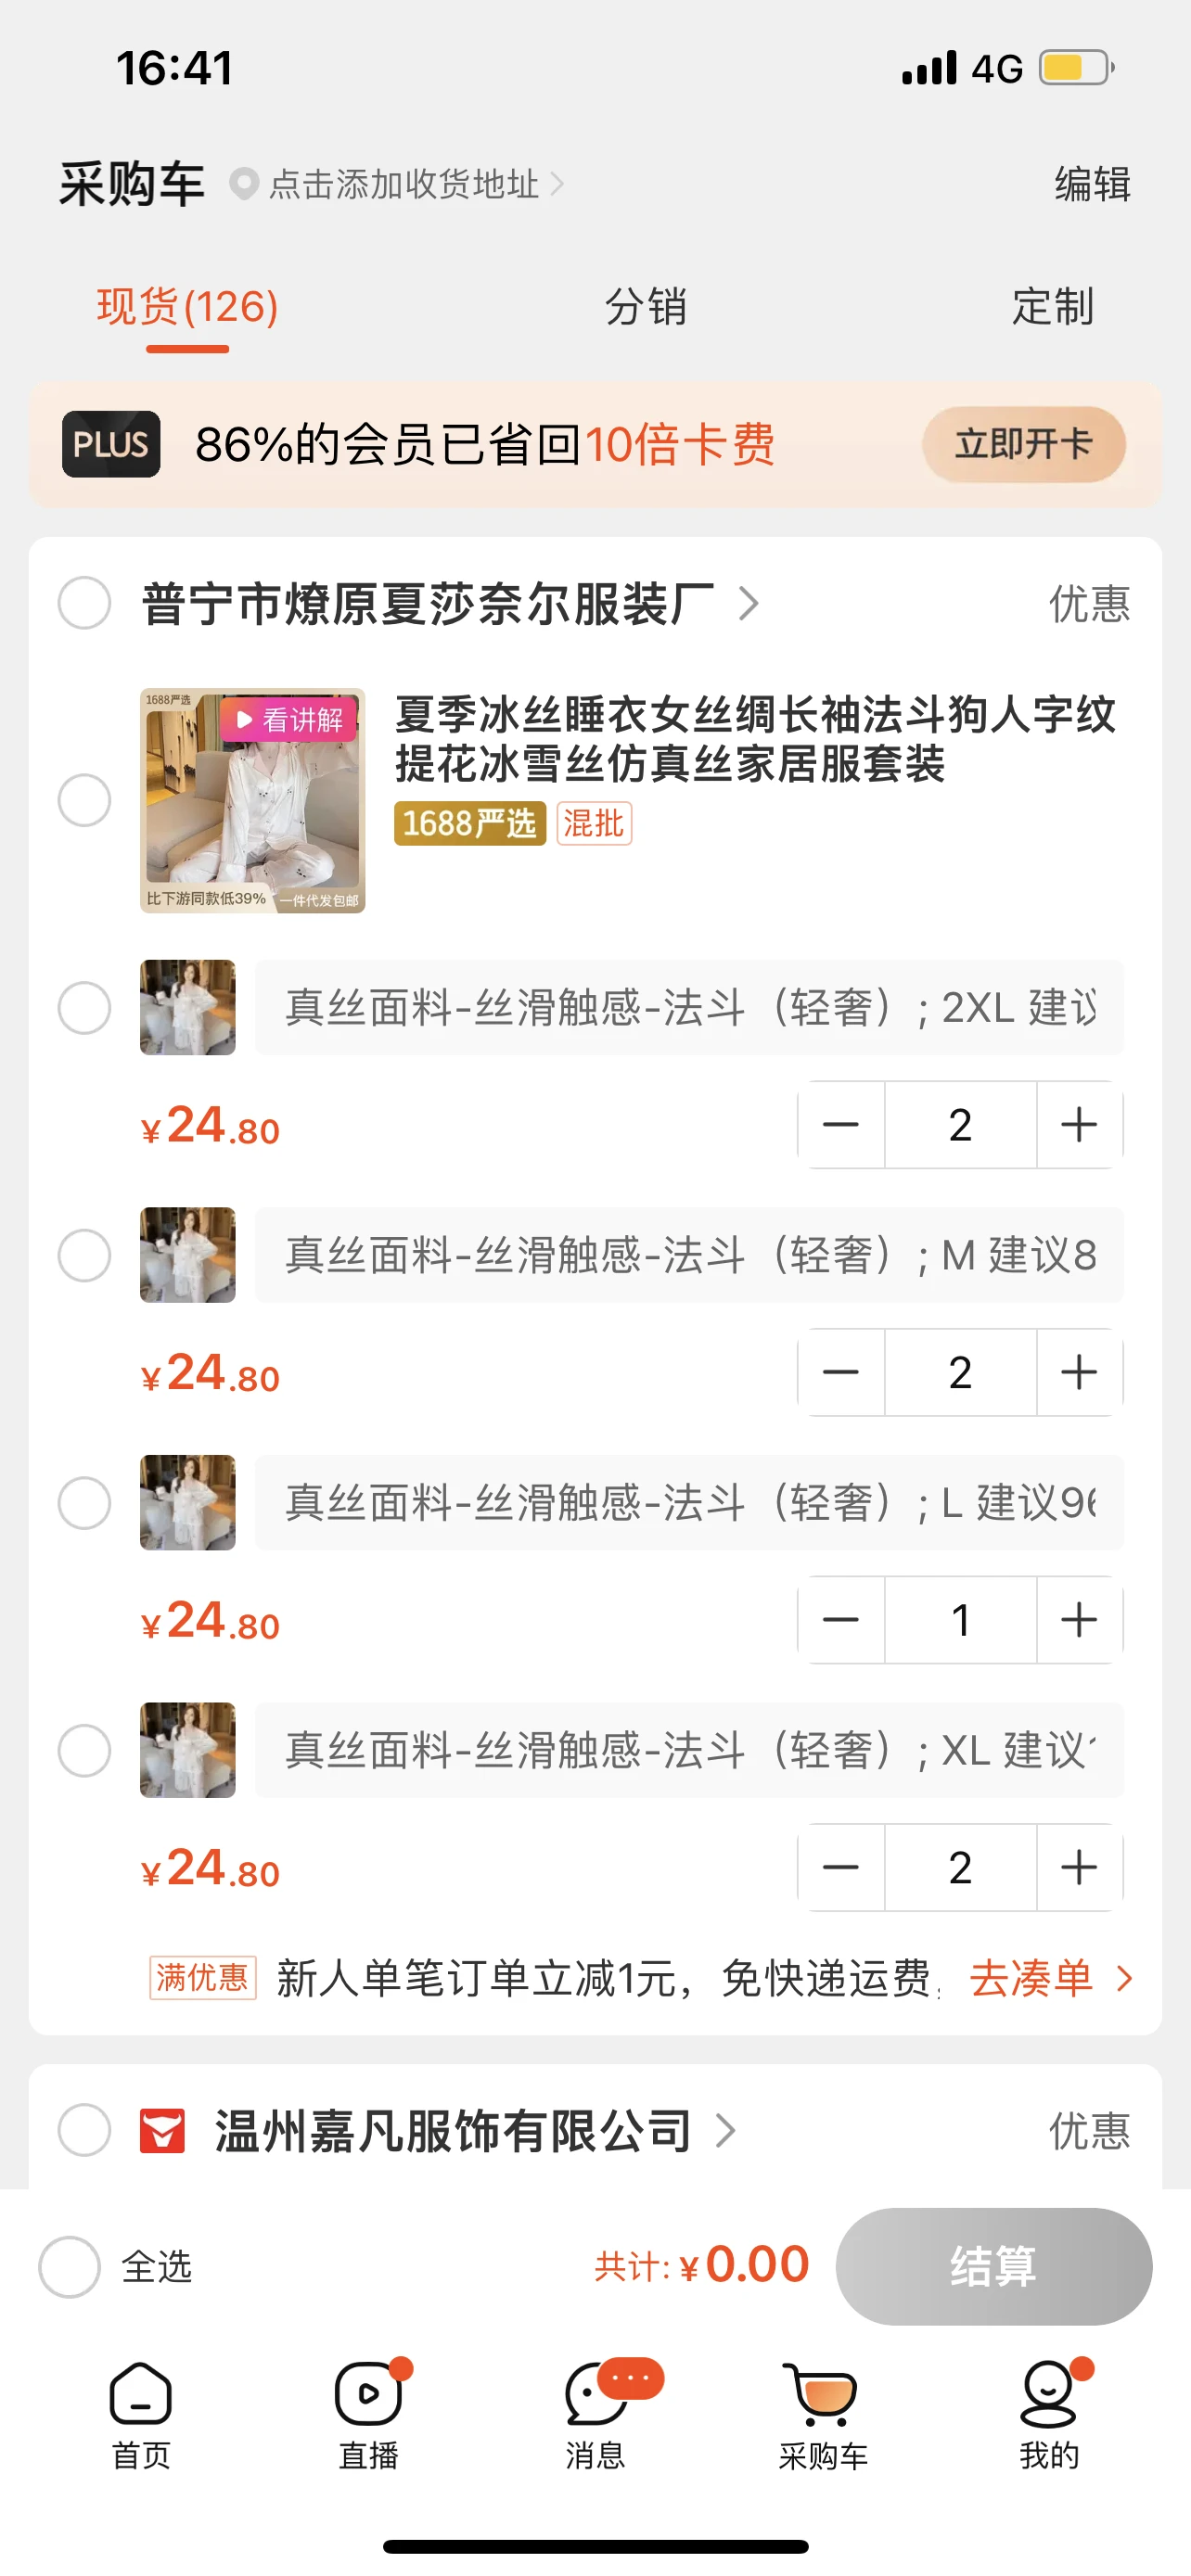 16:41
4G
采购车 点击添加收货地址
编辑
现货(126)
分销
定制
PLUS 86%的会员已省回10倍卡费 立即开卡
普宁市燎原夏莎奈尔服装厂
优惠
1688严选
看讲解
比下游同款低39%
一件代发包邮
夏季冰丝睡衣女丝绸长袖法斗狗人字纹
提花冰雪丝仿真丝家居服套装
1688严选 混批
真丝面料-丝滑触感-法斗（轻奢）; 2XL 建议
¥24.80
2
真丝面料-丝滑触感-法斗（轻奢）; M 建议8
¥24.80
2
真丝面料-丝滑触感-法斗（轻奢）; L 建议96
¥24.80
1
真丝面料-丝滑触感-法斗（轻奢）; XL 建议1
¥24.80
2
满优惠 新人单笔订单立减1元，免快递运费; 去凑单
温州嘉凡服饰有限公司
优惠
全选
共计: ¥0.00
结算
首页
直播
消息
采购车
我的